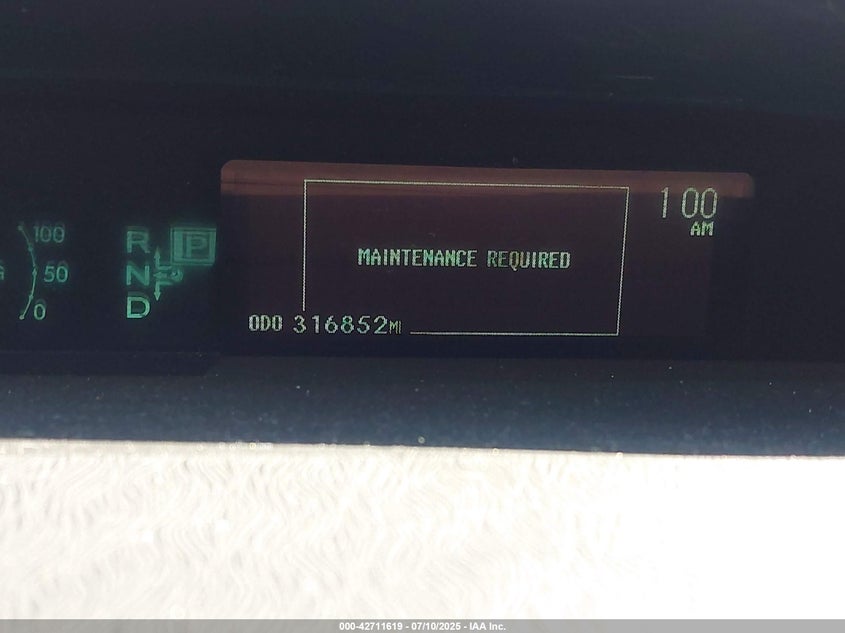 100
50
0
R P
N
D
1 00
AM
MAINTENANCE REQUIRED
ODO 316852MI
000-42711619 - 07/10/2025 - IAA Inc.